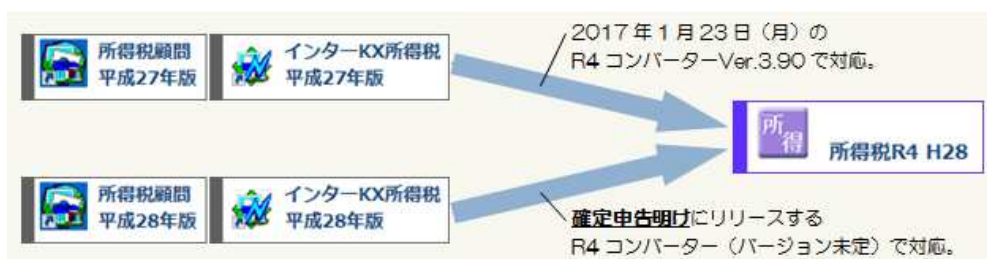 所得税顧問
平成27年版
インターKX所得税
平成27年版
2017年1月23日（月）の
R4 コンバーターVer.3.90で対応。
所得
所得税R4 H28
所得税顧問
平成28年版
インターKX所得税
平成28年版
確定申告明けにリリースする
R4 コンバーター（バージョン未定）で対応。